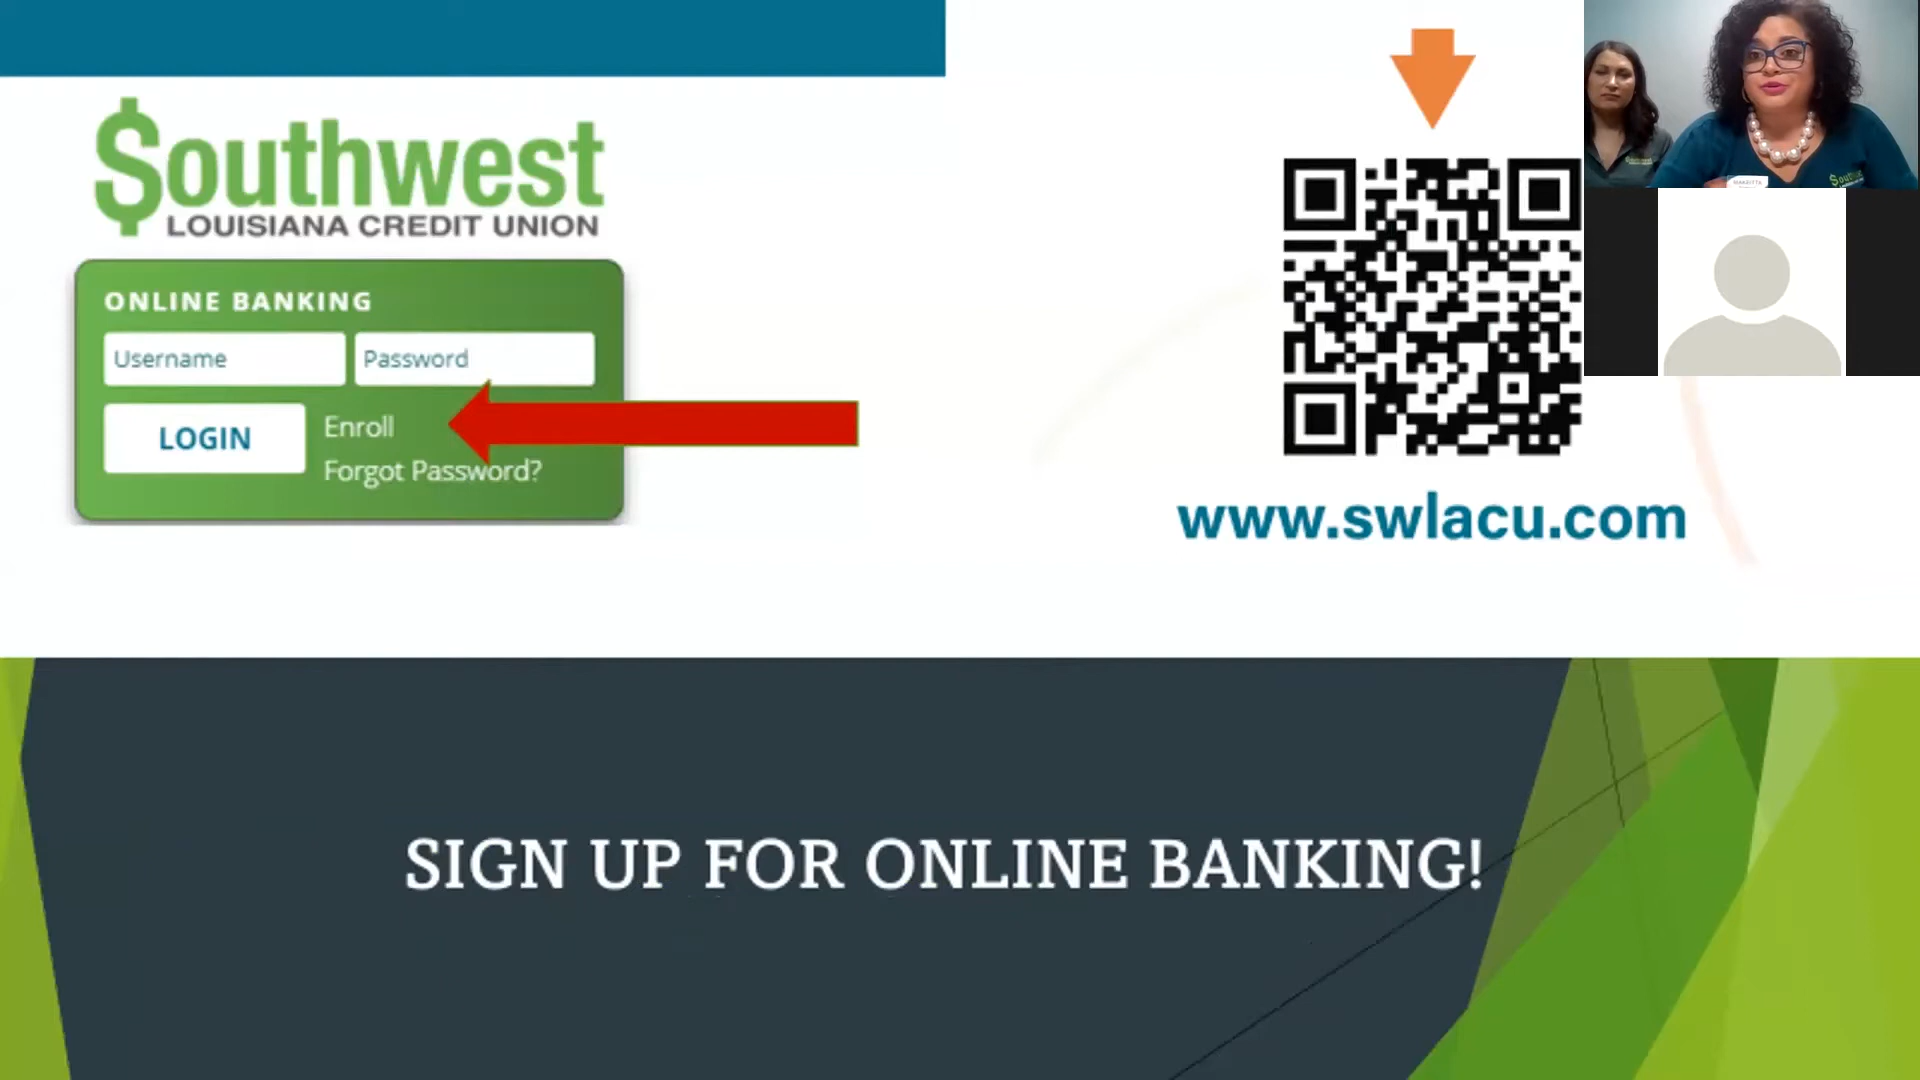 $outhwest
LOUISIANA CREDIT UNION
ONLINE BANKING
Username
Password
LOGIN
Enroll
Forgot Password?
www.swlacu.com
SIGN UP FOR ONLINE BANKING!